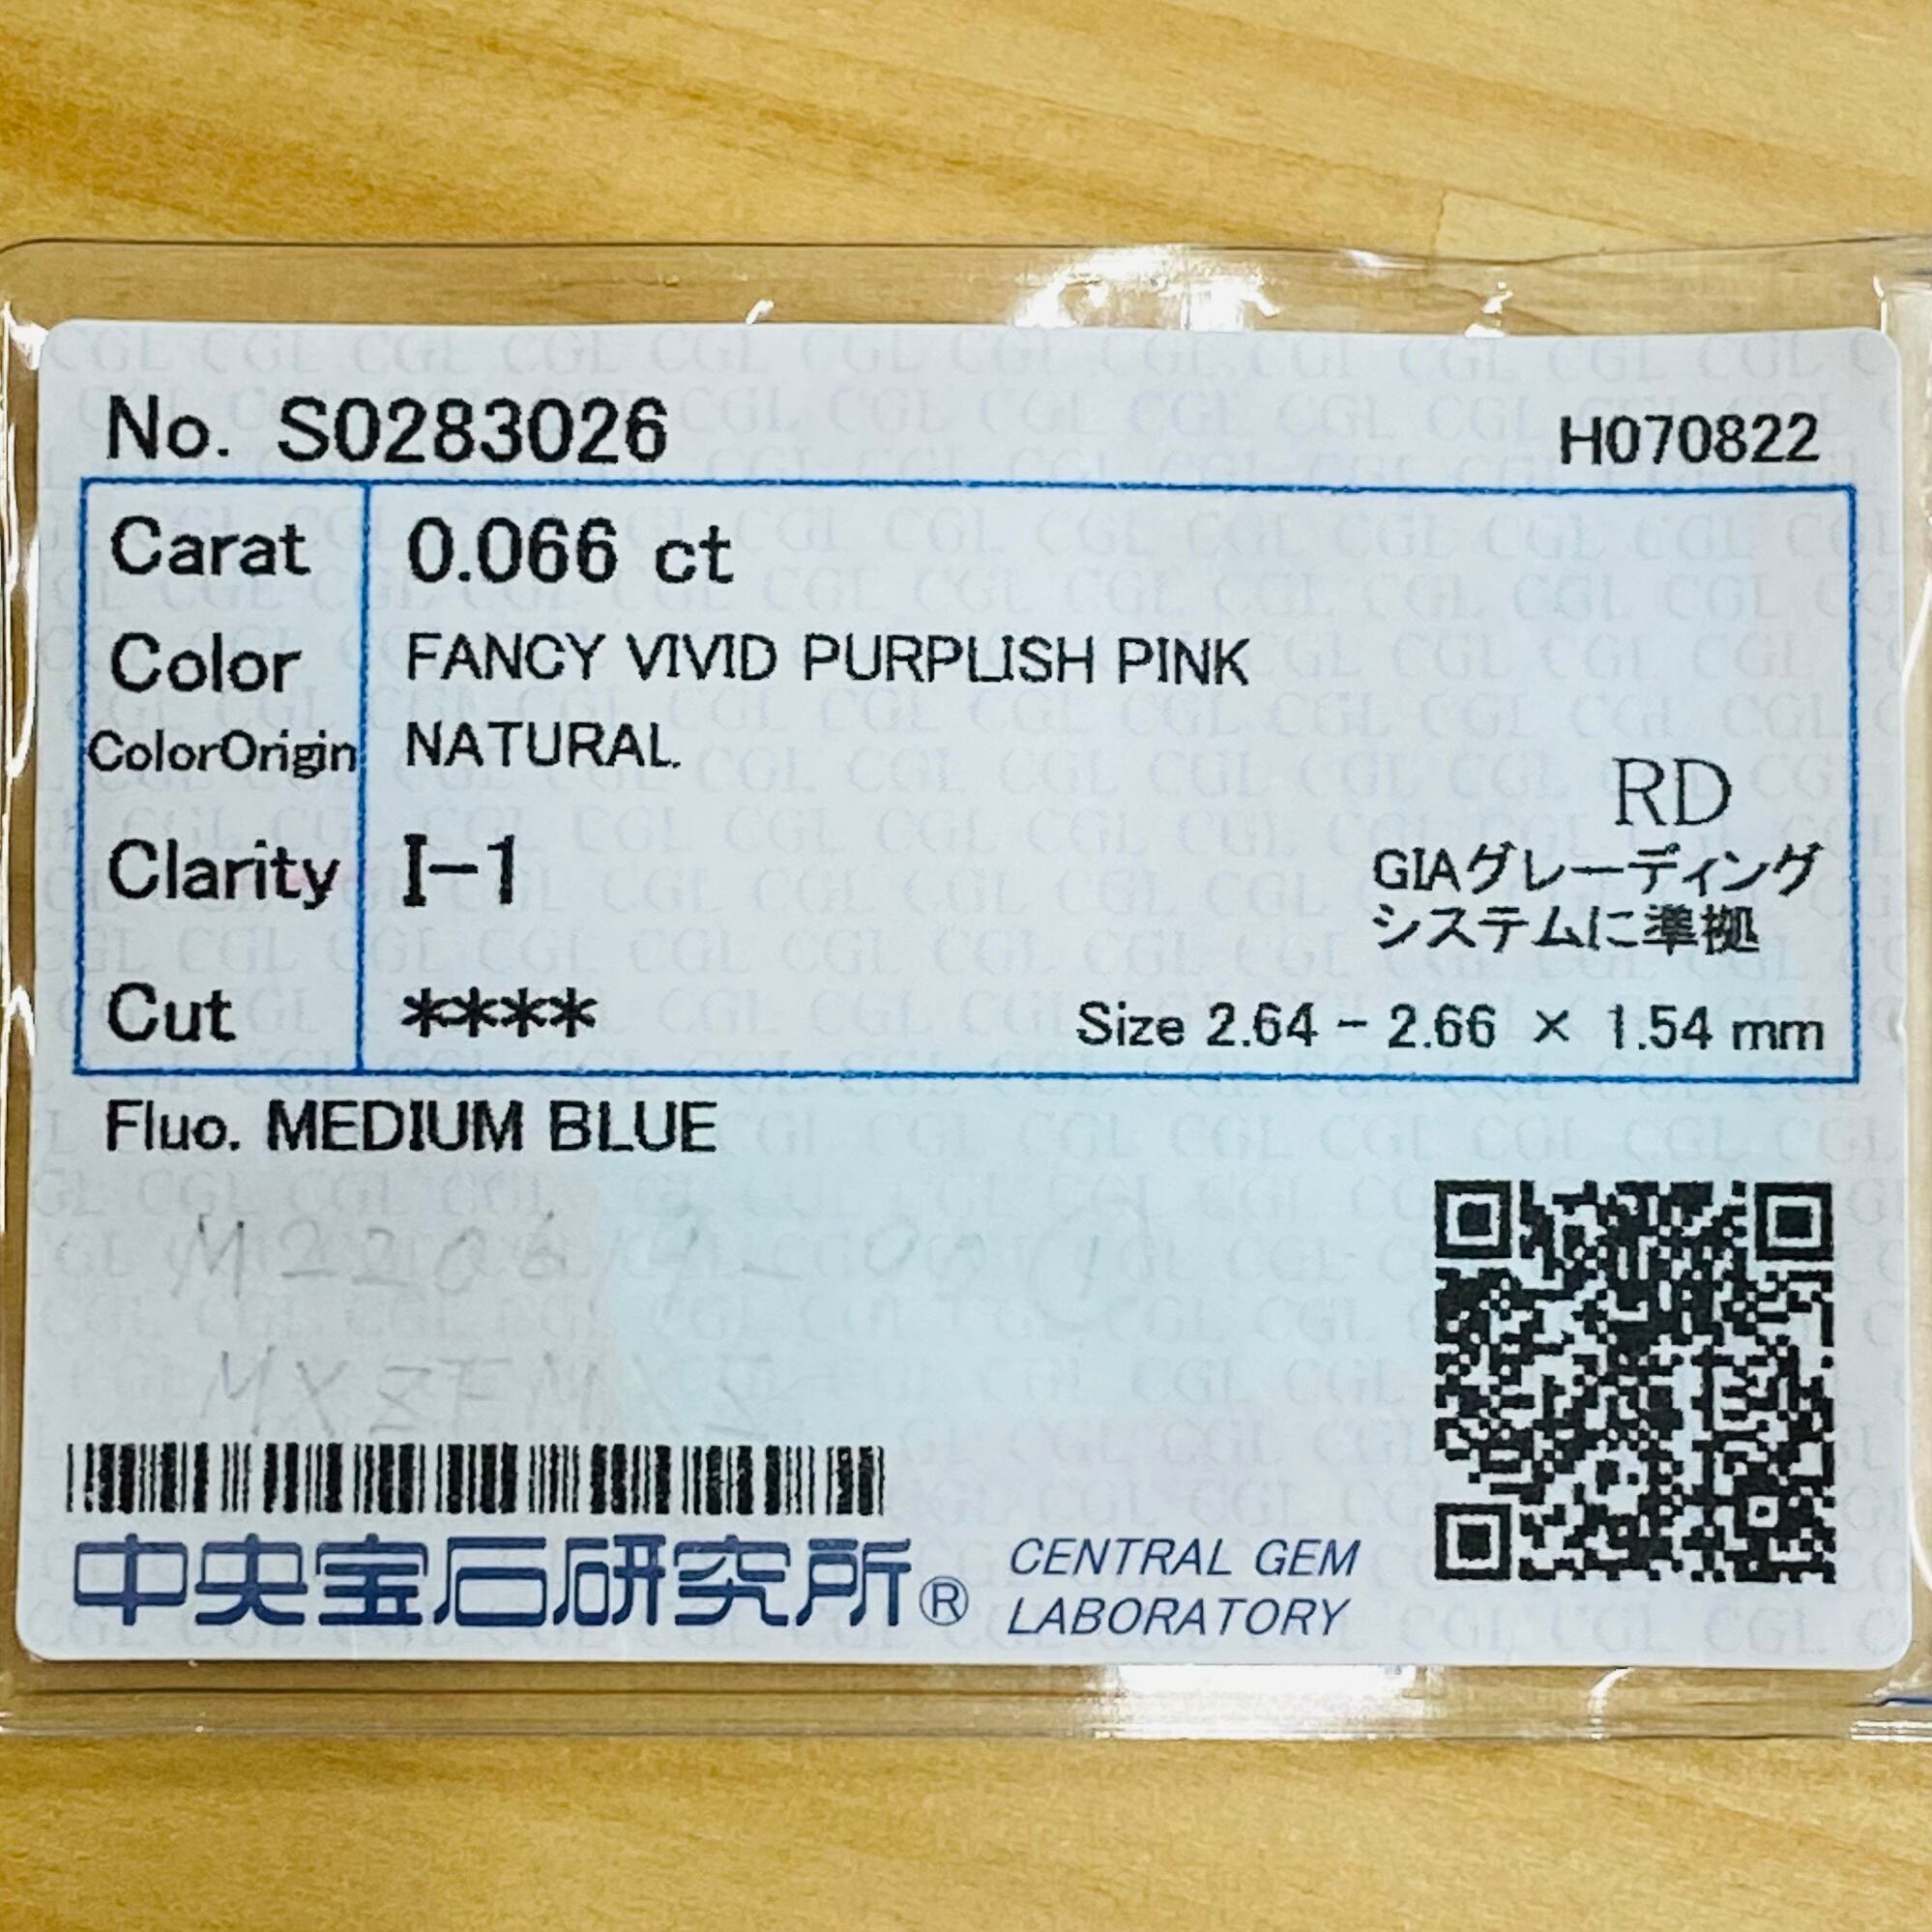 No. S0283026 H070822
Carat 0.066 ct
Color FANCY VIVID PURPLISH PINK
ColorOrigin NATURAL
RD
Clarity I-1
GIAグレーディング
システムに準拠
Cut ****
Size 2.64 - 2.66 × 1.54 mm
Fluo. MEDIUM BLUE
中央宝石研究所®
CENTRAL GEM
LABORATORY